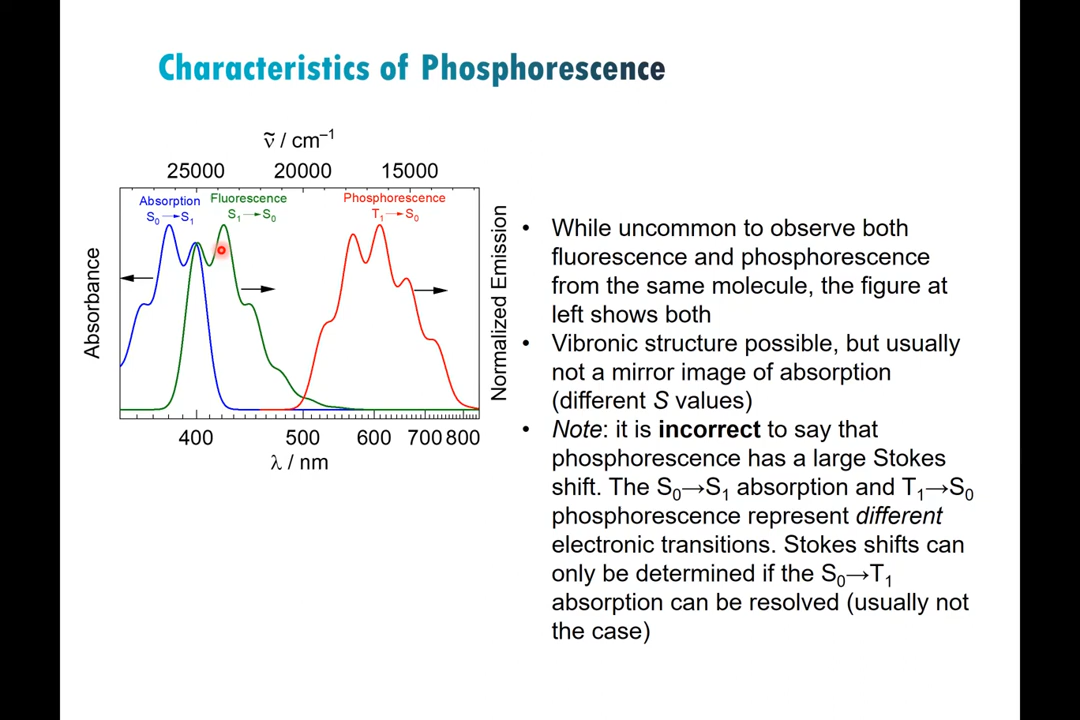 Characteristics of Phosphorescence
ṽ / cm⁻¹
25000 20000 15000
Absorption Fluorescence Phosphorescence
S₀→S₁ S₁→S₀ T₁→S₀
Absorbance
Normalized Emission
400 500 600 700 800
λ / nm
• While uncommon to observe both
fluorescence and phosphorescence
from the same molecule, the figure at
left shows both
• Vibronic structure possible, but usually
not a mirror image of absorption
(different S values)
• Note: it is incorrect to say that
phosphorescence has a large Stokes
shift. The S₀→S₁ absorption and T₁→S₀
phosphorescence represent different
electronic transitions. Stokes shifts can
only be determined if the S₀→T₁
absorption can be resolved (usually not
the case)